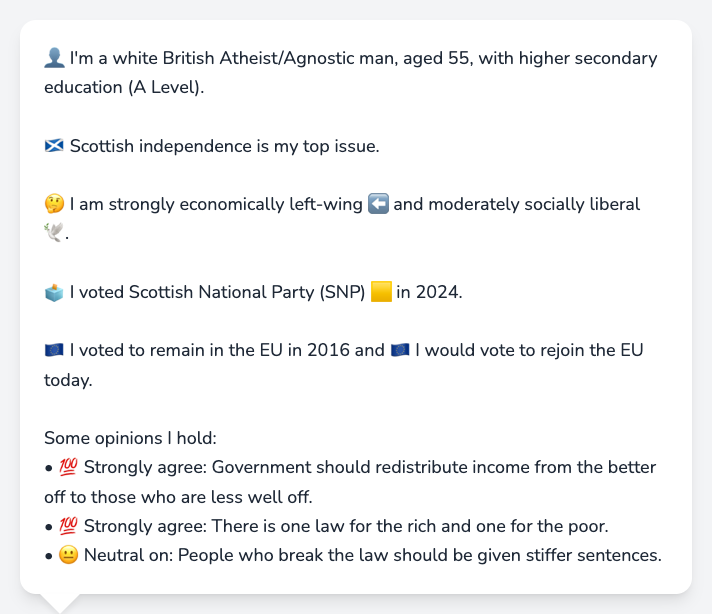 👤 I'm a white British Atheist/Agnostic man, aged 55, with higher secondary
education (A Level).
🏴󠁧󠁢󠁳󠁣󠁴󠁿 Scottish independence is my top issue.
🤔 I am strongly economically left-wing ⬅️ and moderately socially liberal
🕊️.
🗳️ I voted Scottish National Party (SNP) 🟨 in 2024.
🇪🇺 I voted to remain in the EU in 2016 and 🇪🇺 I would vote to rejoin the EU
today.
Some opinions I hold:
• 💯 Strongly agree: Government should redistribute income from the better
off to those who are less well off.
• 💯 Strongly agree: There is one law for the rich and one for the poor.
• 😐 Neutral on: People who break the law should be given stiffer sentences.